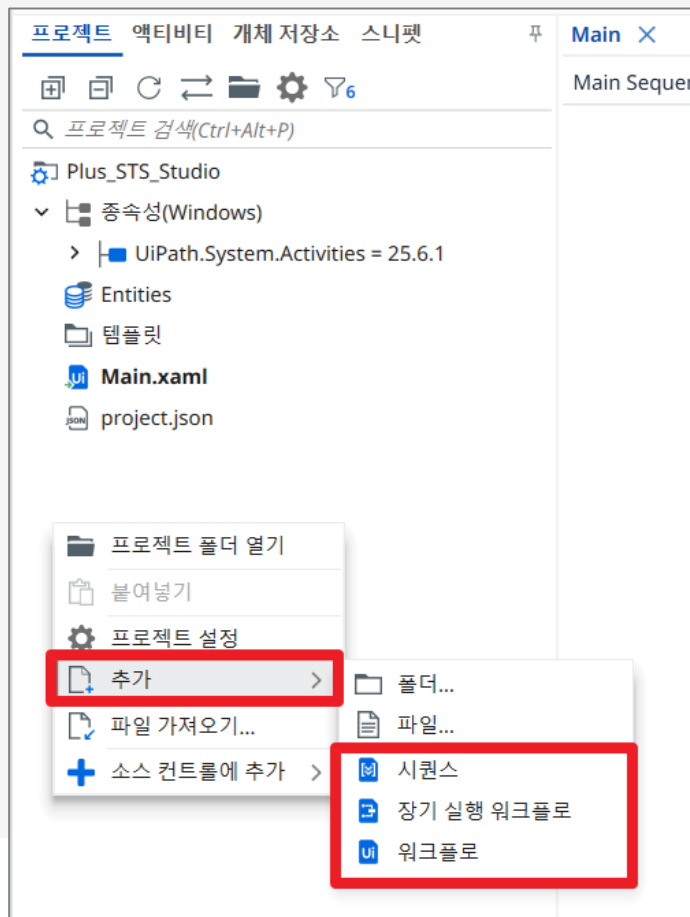 프로젝트 액티비티 개체 저장소 스니펫
Main
6
Main Sequen
프로젝트 검색(Ctrl+Alt+P)
Plus_STS_Studio
종속성(Windows)
UiPath.System.Activities = 25.6.1
Entities
템플릿
Ui Main.xaml
JSON project.json
프로젝트 폴더 열기
붙여넣기
프로젝트 설정
추가
폴더...
파일 가져오기...
파일...
소스 컨트롤에 추가
시퀀스
장기 실행 워크플로
Ui 워크플로